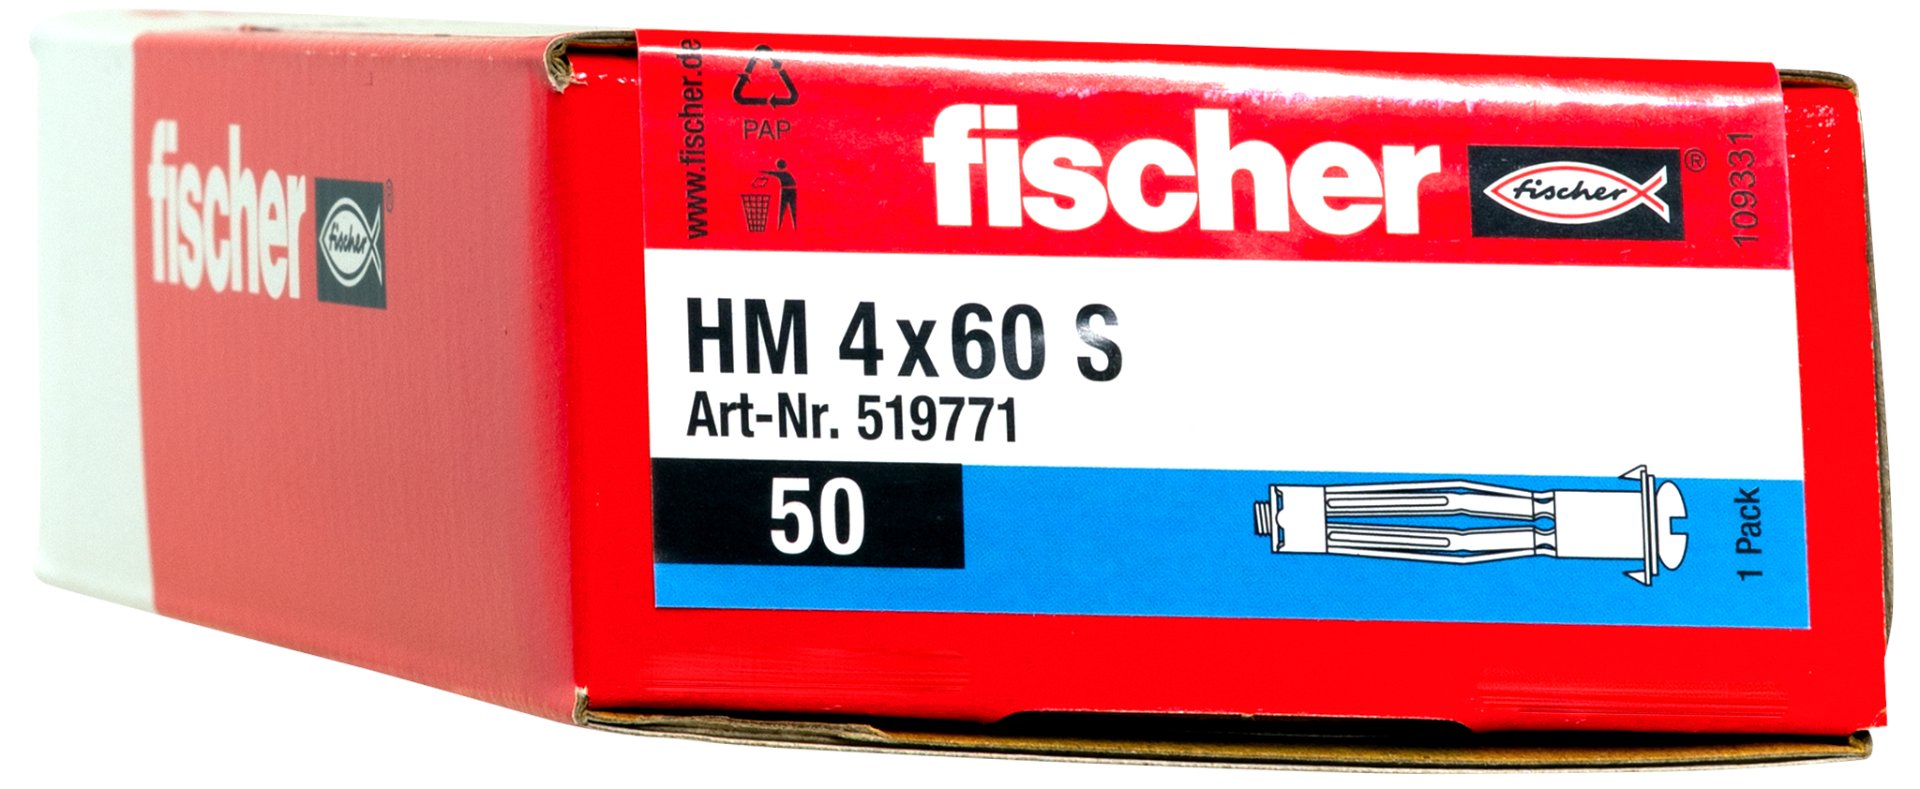 fischer
fischer
®
www.fischer.de
PAP
fischer
fischer
®
109331
HM 4 x 60 S
Art-Nr. 519771
50
1 Pack